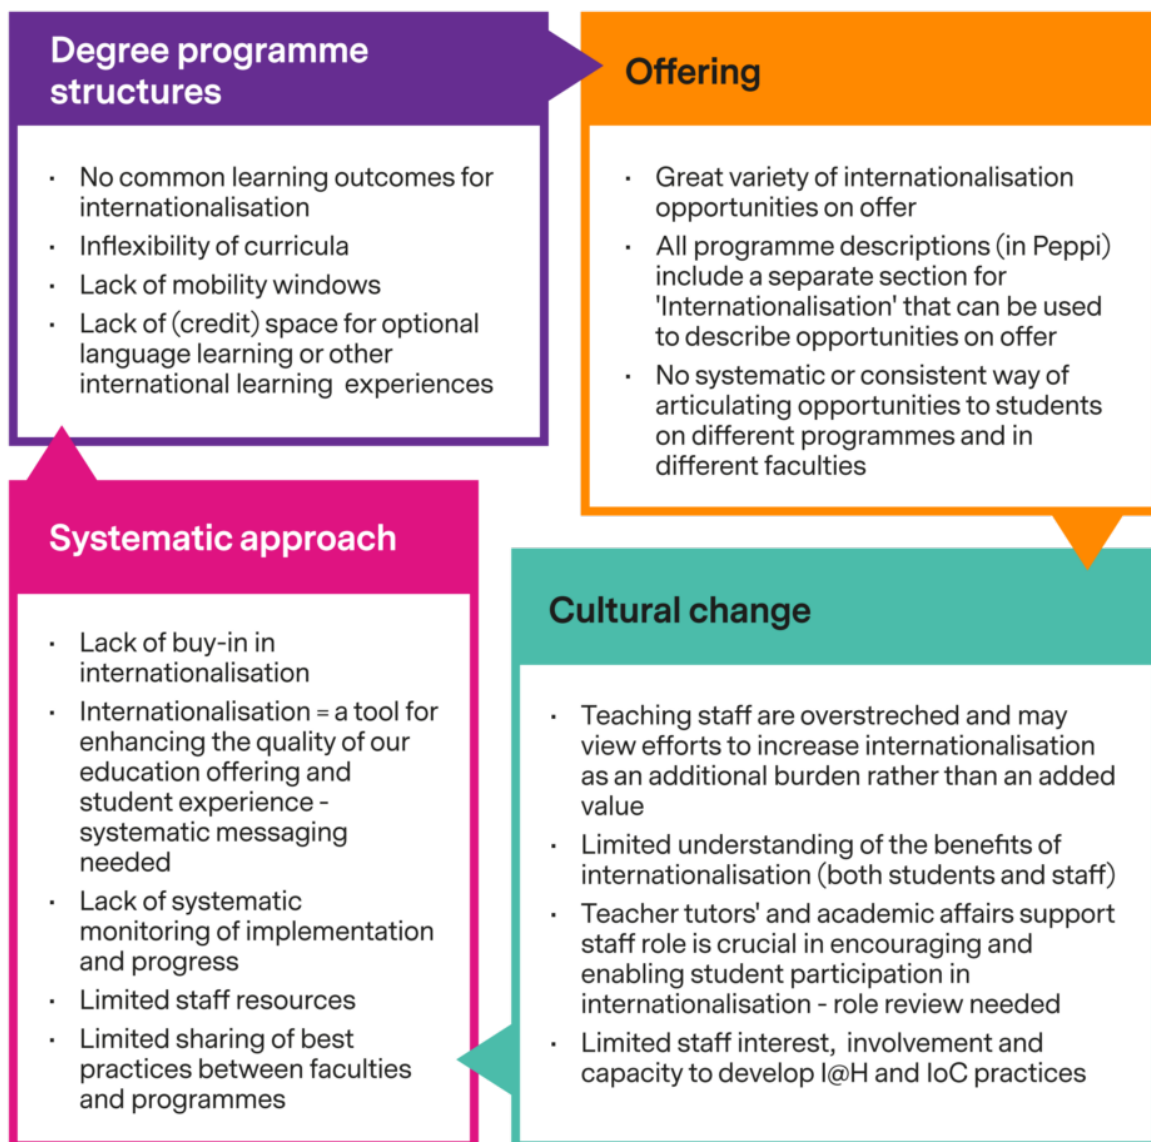 Degree programme
structures
· No common learning outcomes for
internationalisation
· Inflexibility of curricula
· Lack of mobility windows
· Lack of (credit) space for optional
language learning or other
international learning experiences
Offering
· Great variety of internationalisation
opportunities on offer
· All programme descriptions (in Peppi)
include a separate section for
'Internationalisation' that can be used
to describe opportunities on offer
· No systematic or consistent way of
articulating opportunities to students
on different programmes and in
different faculties
Systematic approach
· Lack of buy-in in
internationalisation
· Internationalisation = a tool for
enhancing the quality of our
education offering and
student experience -
systematic messaging
needed
· Lack of systematic
monitoring of implementation
and progress
· Limited staff resources
· Limited sharing of best
practices between faculties
and programmes
Cultural change
· Teaching staff are overstreched and may
view efforts to increase internationalisation
as an additional burden rather than an added
value
· Limited understanding of the benefits of
internationalisation (both students and staff)
· Teacher tutors' and academic affairs support
staff role is crucial in encouraging and
enabling student participation in
internationalisation - role review needed
· Limited staff interest, involvement and
capacity to develop I@H and IoC practices